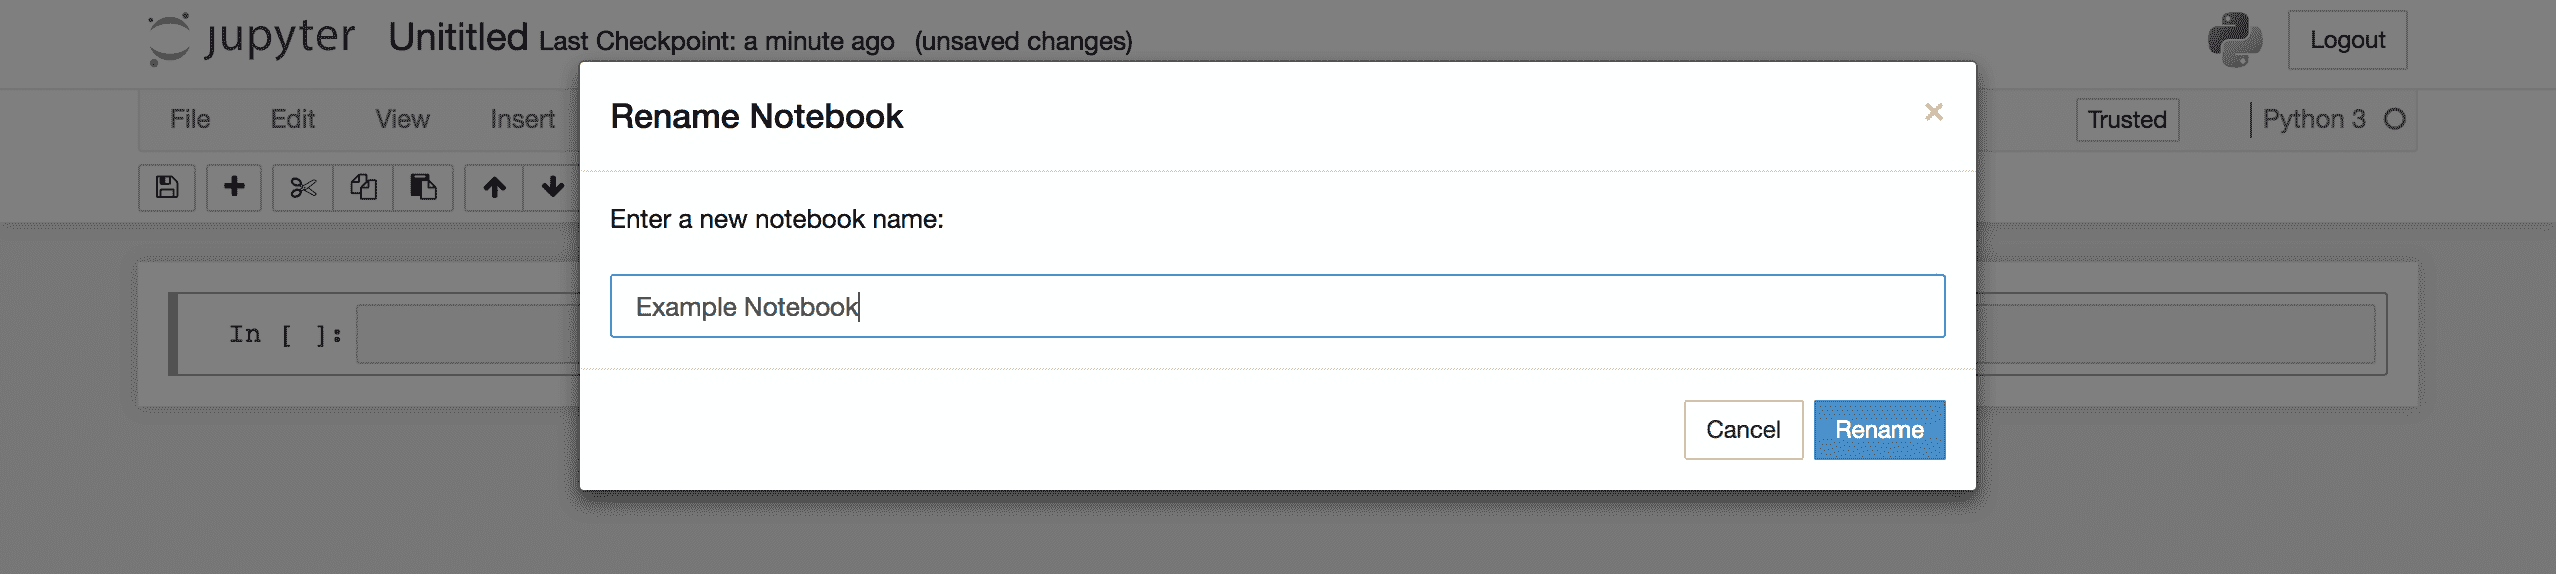 jupyter Unititled Last Checkpoint: a minute ago (unsaved changes)
Logout
File Edit View Insert
Trusted
Python 3
Rename Notebook
×
Enter a new notebook name:
Example Notebook
In [ ]:
Cancel
Rename